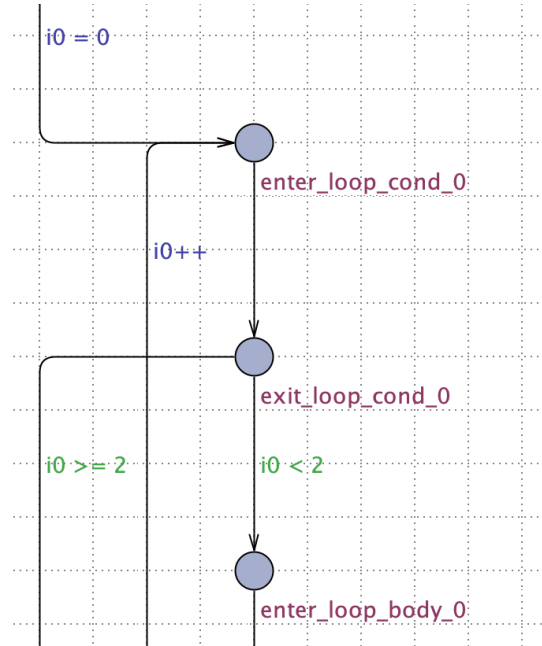 i0 = 0
enter_loop_cond_0
i0++
exit_loop_cond_0
i0 >= 2
i0 < 2
enter_loop_body_0